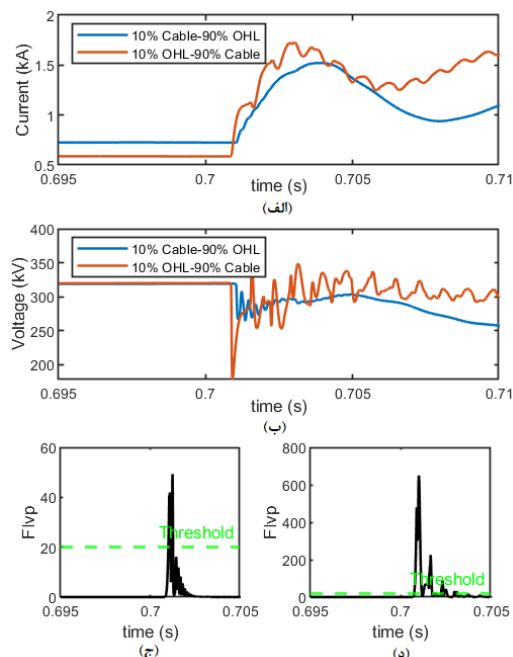 2
1.5
1
0.5
Current (kA)
10% Cable-90% OHL
10% OHL-90% Cable
0.695
0.7
0.705
0.71
time (s)
(الف)
400
350
300
250
200
Voltage (kV)
10% Cable-90% OHL
10% OHL-90% Cable
0.695
0.7
0.705
0.71
time (s)
(ب)
60
40
20
0
FIvp
Threshold
0.695
0.7
0.705
time (s)
(ج)
800
600
400
200
0
FIvp
Threshold
0.695
0.7
0.705
time (s)
(د)